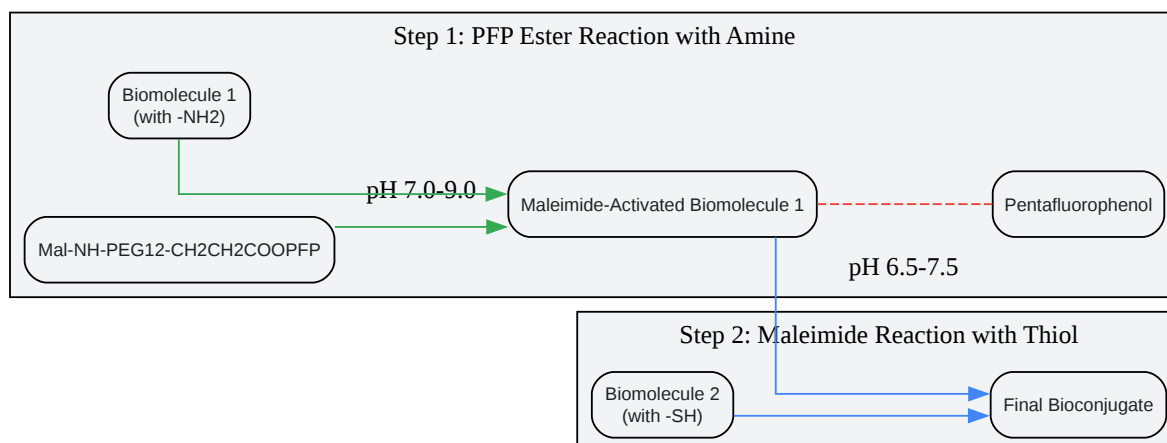 Step 1: PFP Ester Reaction with Amine
Biomolecule 1
(with -NH2)
pH 7.0-9.0
Maleimide-Activated Biomolecule 1
Pentafluorophenol
Mal-NH-PEG12-CH2CH2COOPFP
pH 6.5-7.5
Step 2: Maleimide Reaction with Thiol
Biomolecule 2
(with -SH)
Final Bioconjugate